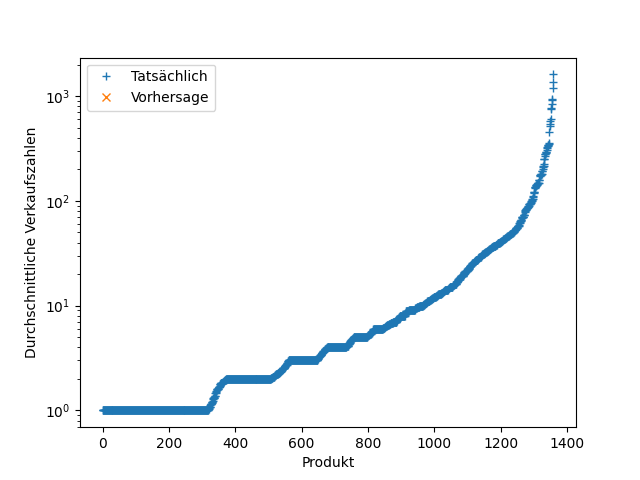 Tatsächlich
Vorhersage
10³
10²
10¹
10⁰
Durchschnittliche Verkaufszahlen
0 200 400 600 800 1000 1200 1400
Produkt